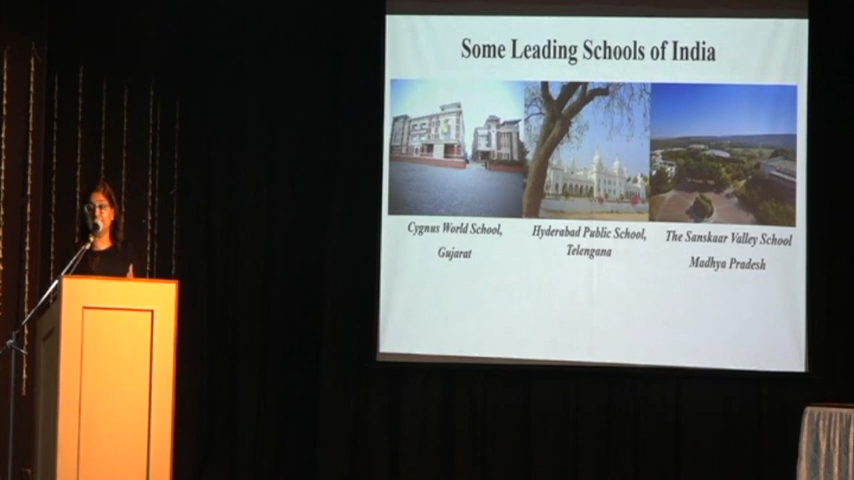 Some Leading Schools of India
Cygnus World School,
Gujarat
Hyderabad Public School,
Telengana
The Sanskaar Valley School
Madhya Pradesh